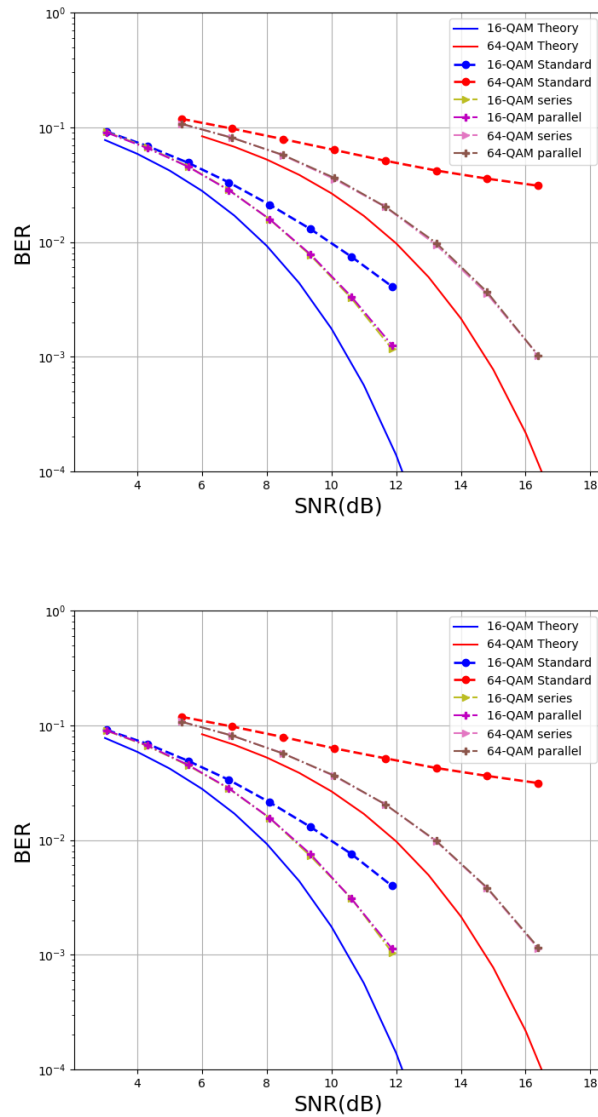 10⁰
10⁻¹
10⁻²
10⁻³
10⁻⁴
BER
16-QAM Theory
64-QAM Theory
16-QAM Standard
64-QAM Standard
16-QAM series
16-QAM parallel
64-QAM series
64-QAM parallel
4 6 8 10 12 14 16 18
SNR(dB)
10⁰
10⁻¹
10⁻²
10⁻³
10⁻⁴
BER
16-QAM Theory
64-QAM Theory
16-QAM Standard
64-QAM Standard
16-QAM series
16-QAM parallel
64-QAM series
64-QAM parallel
4 6 8 10 12 14 16 18
SNR(dB)